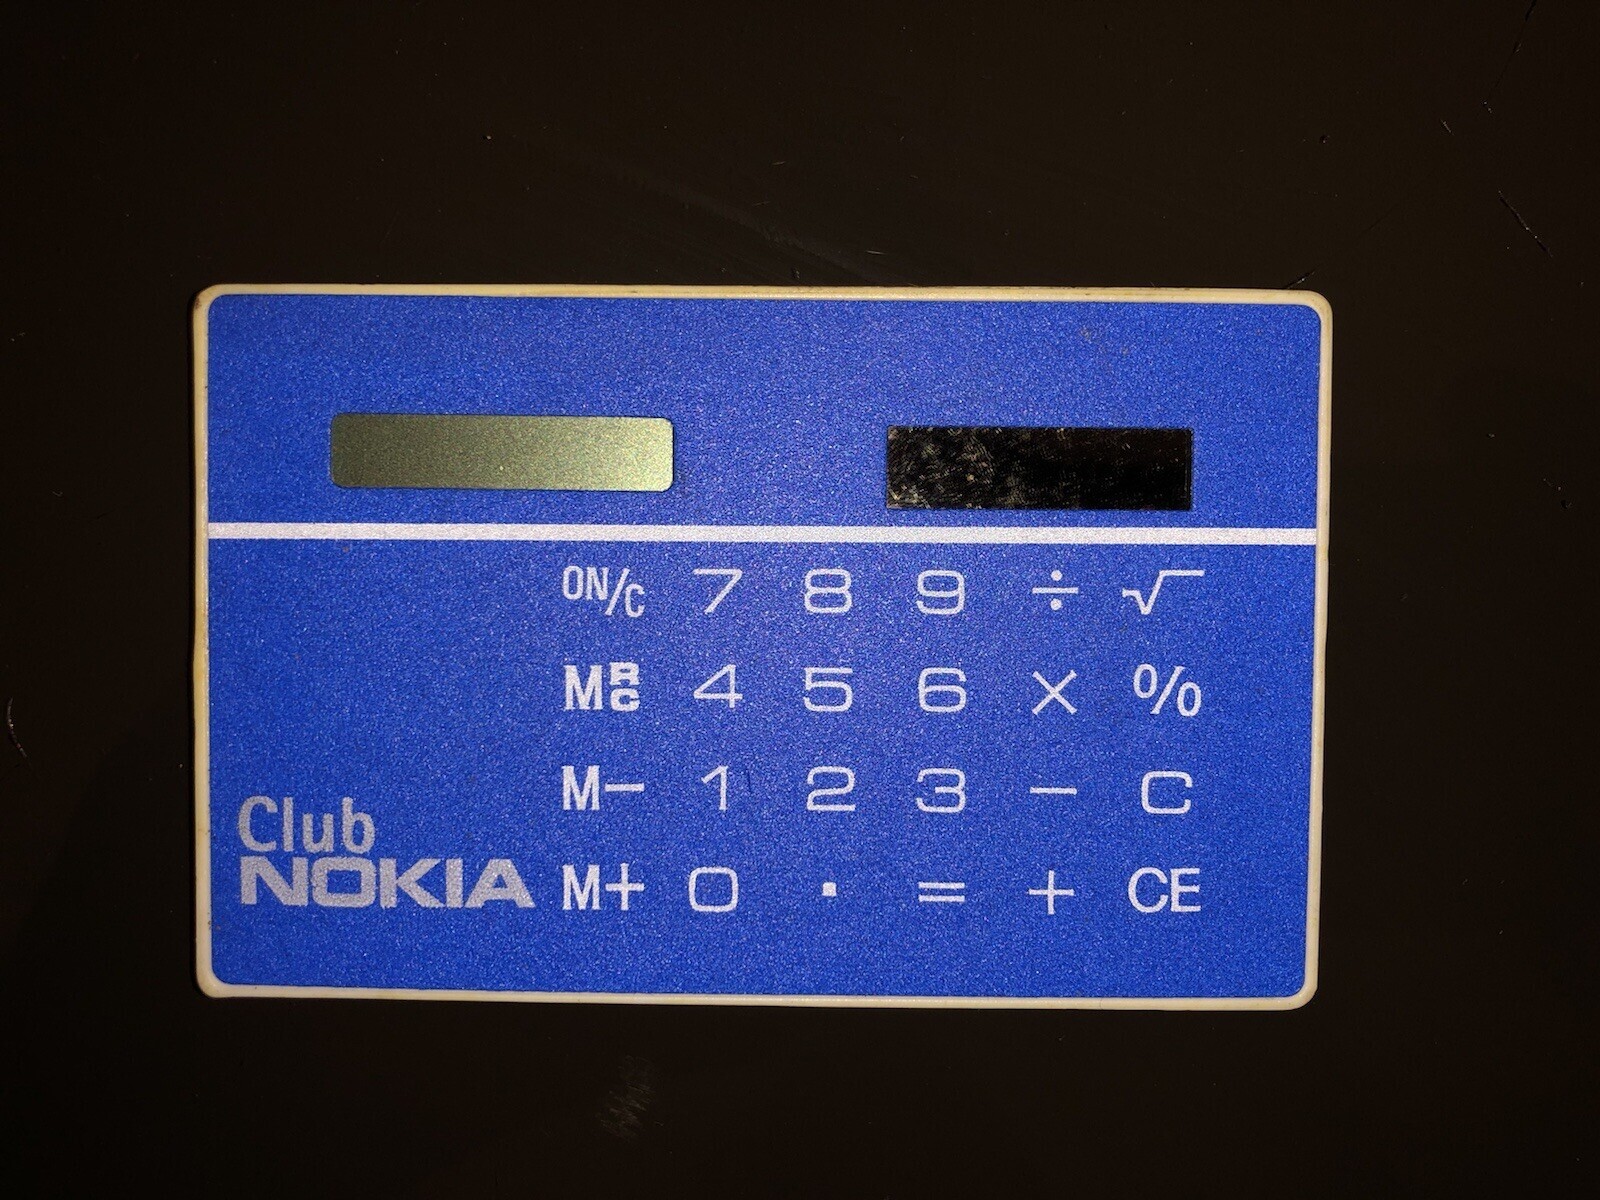 ON/C 7 8 9 ÷ √
MRC 4 5 6 × %
M− 1 2 3 − C
Club
NOKIA
M+ 0 . = + CE